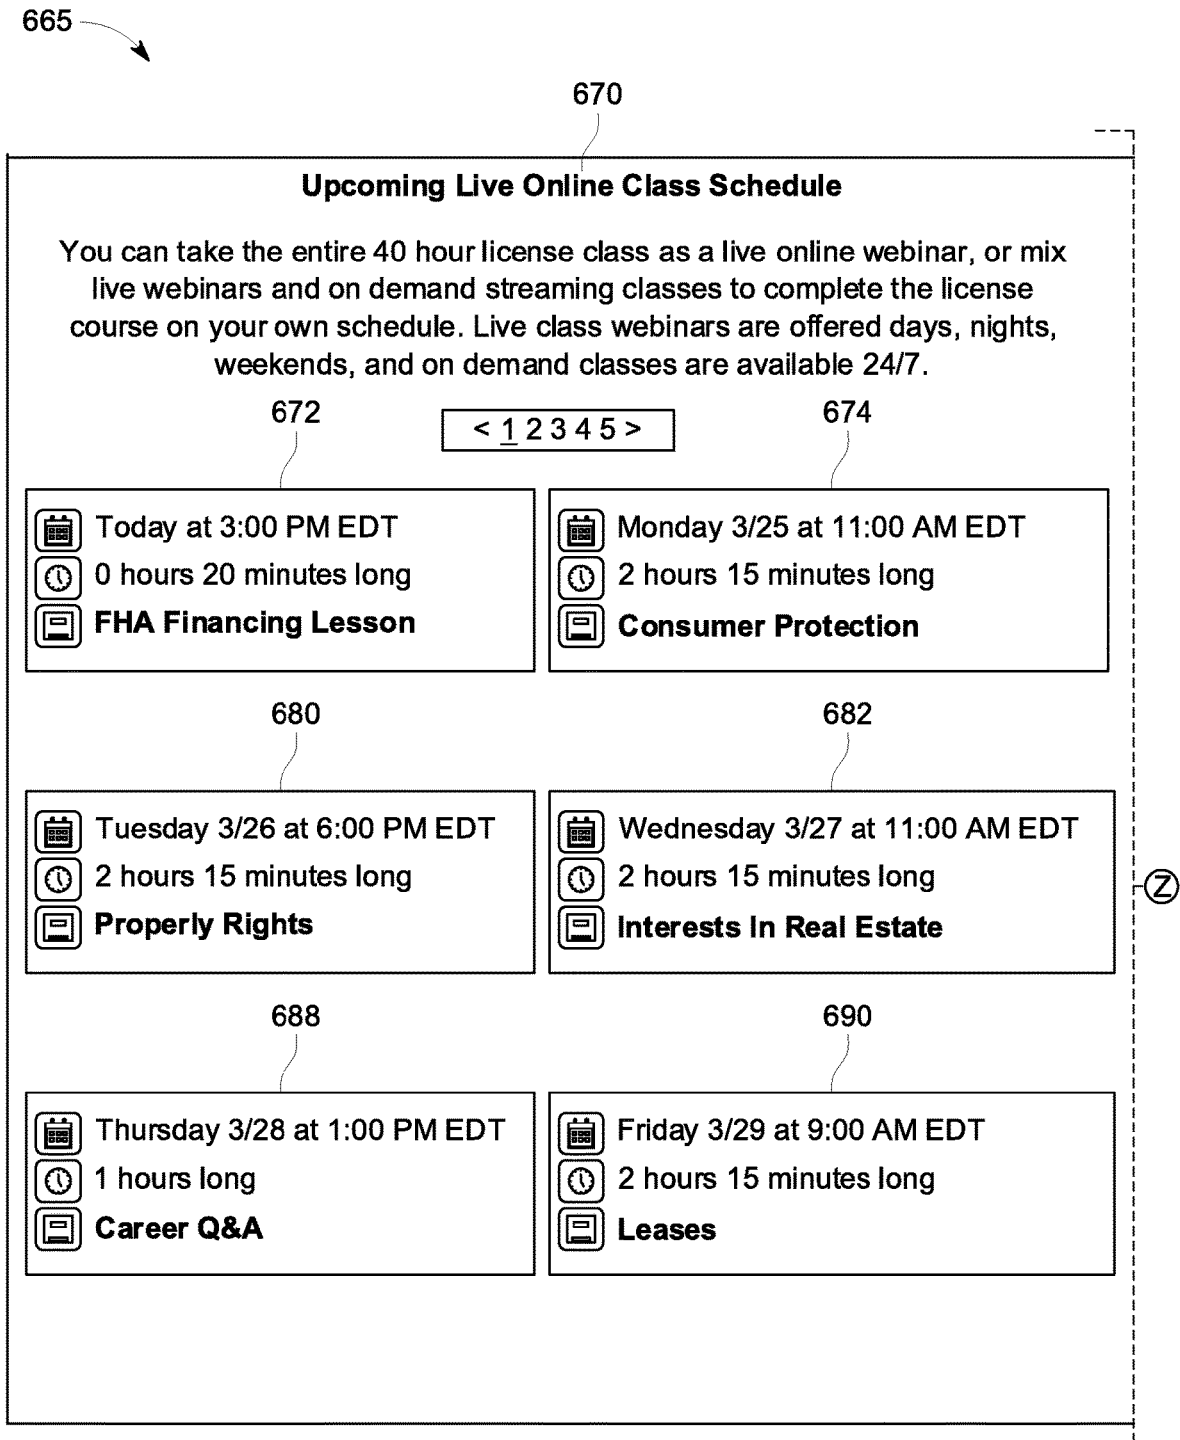 665
670
Upcoming Live Online Class Schedule
You can take the entire 40 hour license class as a live online webinar, or mix
live webinars and on demand streaming classes to complete the license
course on your own schedule. Live class webinars are offered days, nights,
weekends, and on demand classes are available 24/7.
672
< 1 2 3 4 5 >
674
Today at 3:00 PM EDT
0 hours 20 minutes long
FHA Financing Lesson
Monday 3/25 at 11:00 AM EDT
2 hours 15 minutes long
Consumer Protection
680
682
Tuesday 3/26 at 6:00 PM EDT
2 hours 15 minutes long
Properly Rights
Wednesday 3/27 at 11:00 AM EDT
2 hours 15 minutes long
Interests In Real Estate
Z
688
690
Thursday 3/28 at 1:00 PM EDT
1 hours long
Career Q&A
Friday 3/29 at 9:00 AM EDT
2 hours 15 minutes long
Leases